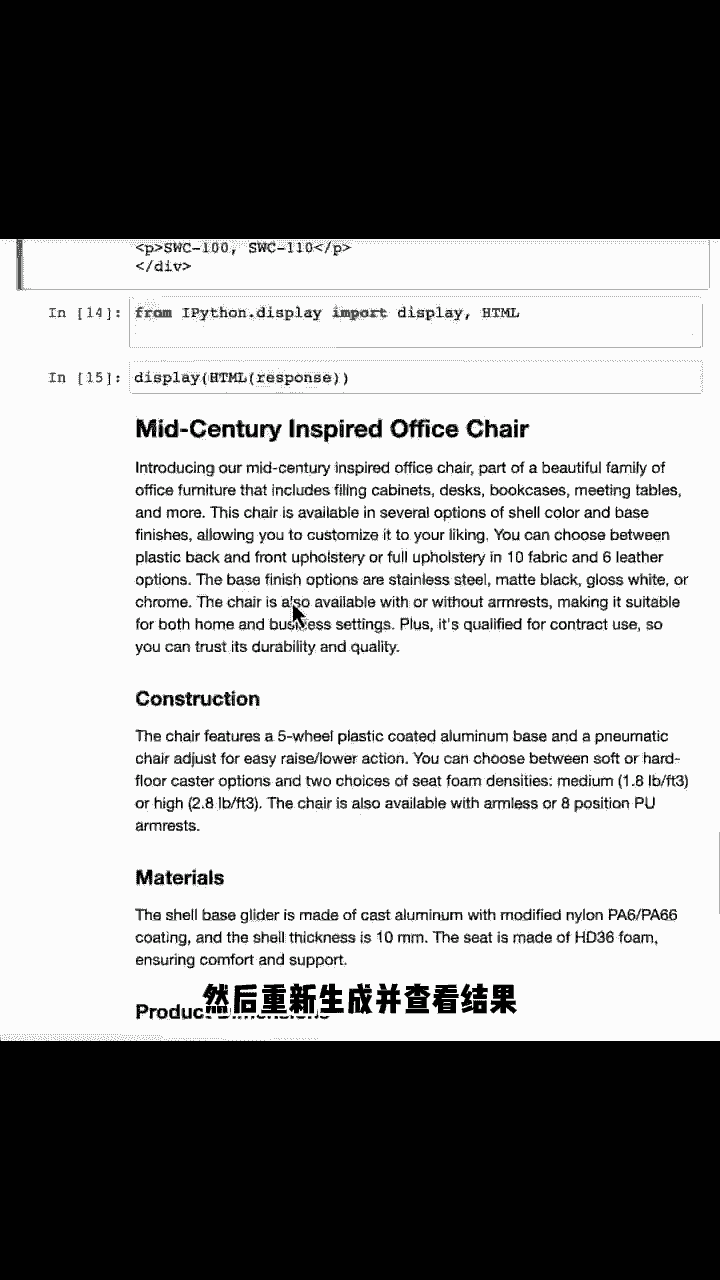 <p>SWC-100, SWC-110</p>
</div>
In [14]: from IPython.display import display, HTML
In [15]: display(HTML(response))
Mid-Century Inspired Office Chair
Introducing our mid-century inspired office chair, part of a beautiful family of
office furniture that includes filing cabinets, desks, bookcases, meeting tables,
and more. This chair is available in several options of shell color and base
finishes, allowing you to customize it to your liking. You can choose between
plastic back and front upholstery or full upholstery in 10 fabric and 6 leather
options. The base finish options are stainless steel, matte black, gloss white, or
chrome. The chair is also available with or without armrests, making it suitable
for both home and business settings. Plus, it's qualified for contract use, so
you can trust its durability and quality.
Construction
The chair features a 5-wheel plastic coated aluminum base and a pneumatic
chair adjust for easy raise/lower action. You can choose between soft or hard-
floor caster options and two choices of seat foam densities: medium (1.8 lb/ft3)
or high (2.8 lb/ft3). The chair is also available with armless or 8 position PU
armrests.
Materials
The shell base glider is made of cast aluminum with modified nylon PA6/PA66
coating, and the shell thickness is 10 mm. The seat is made of HD36 foam,
ensuring comfort and support.
Product Dimensions
然后重新生成并查看结果